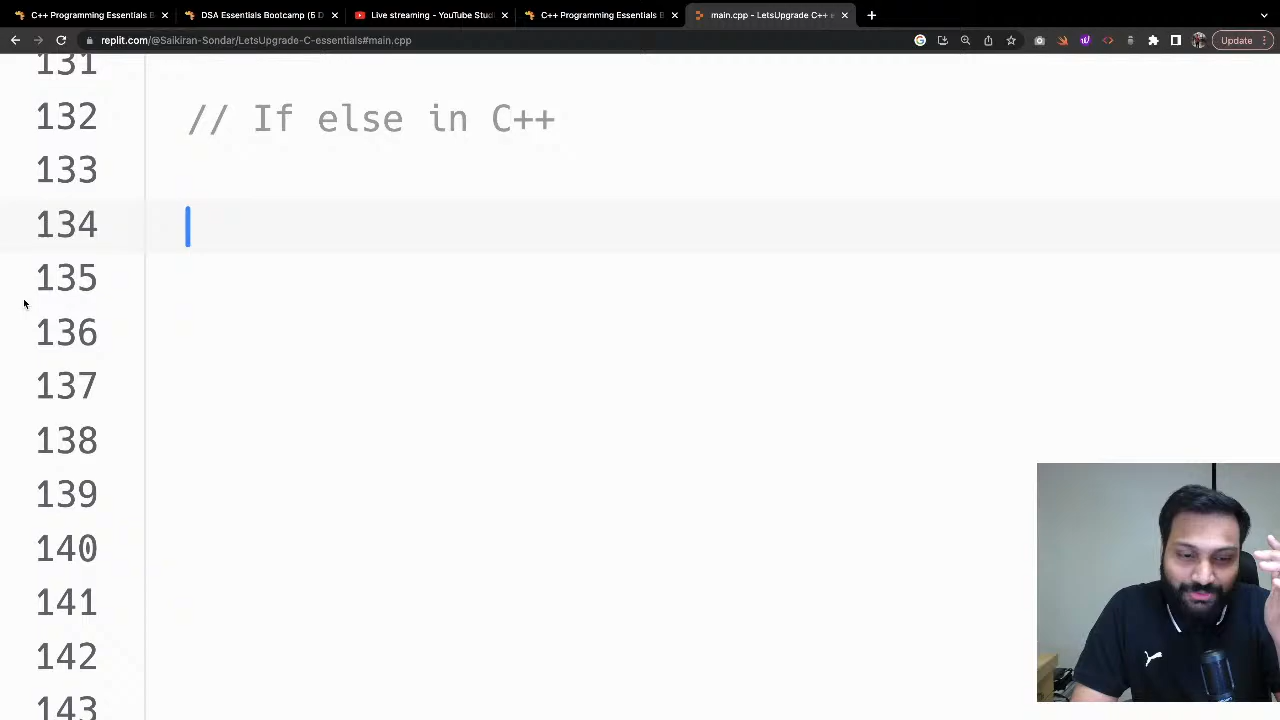 C++ Programming Essentials B
DSA Essentials Bootcamp (5 D
Live streaming - YouTube Stud
C++ Programming Essentials B
main.cpp - LetsUpgrade C++ e
replit.com/@Saikiran-Sondar/LetsUpgrade-C-essentials#main.cpp
Update
131
132 // If else in C++
133
134
135
136
137
138
139
140
141
142
143